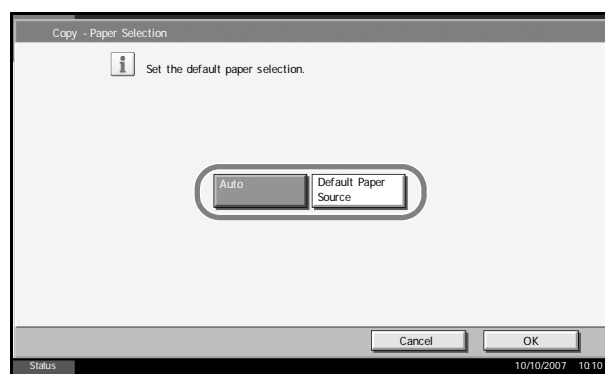 Copy - Paper Selection
Set the default paper selection.
Auto
Default Paper
Source
Cancel
OK
Status
10/10/2007 10:10